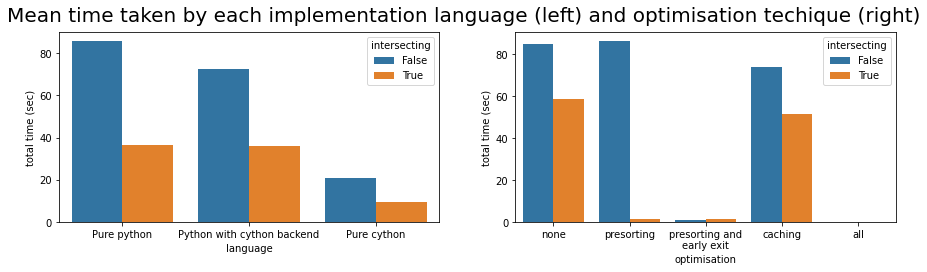 Mean time taken by each implementation language (left) and optimisation techique (right)
total time (sec)
80
60
40
20
0
intersecting
False
True
Pure python
Python with cython backend
Pure cython
language
total time (sec)
80
60
40
20
0
intersecting
False
True
none
presorting
presorting and
early exit
caching
all
optimisation